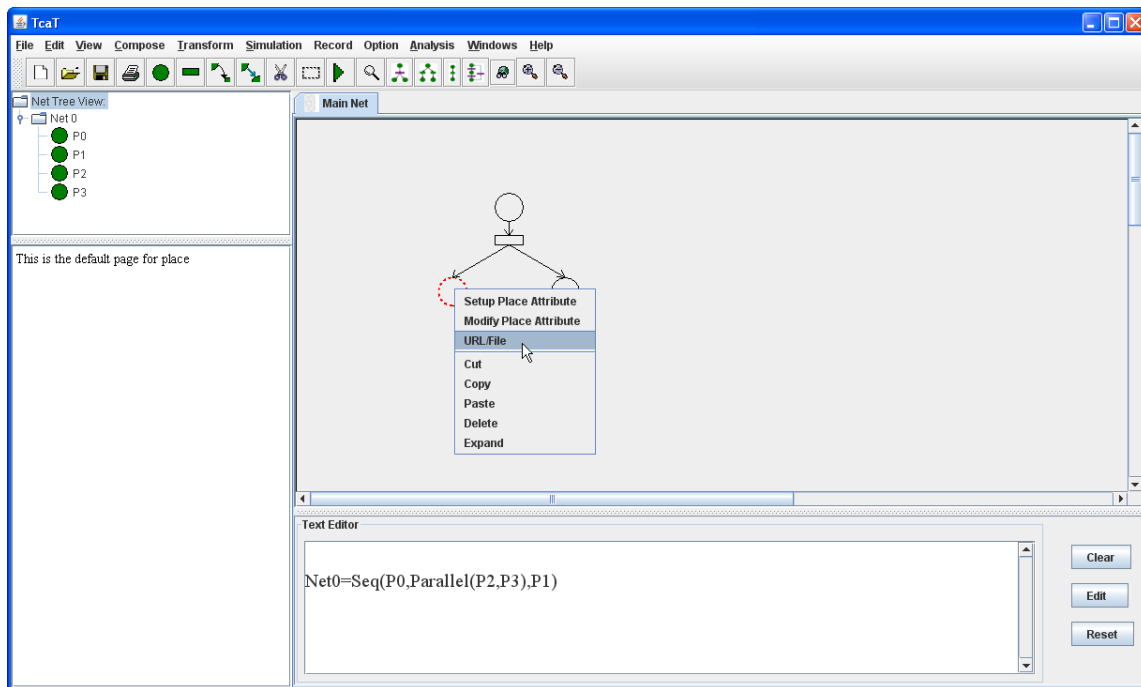 TcaT
File Edit View Compose Transform Simulation Record Option Analysis Windows Help
Net Tree View:
Net 0
P0
P1
P2
P3
This is the default page for place
Main Net
Setup Place Attribute
Modify Place Attribute
URL/File
Cut
Copy
Paste
Delete
Expand
Text Editor
Net0=Seq(P0,Parallel(P2,P3),P1)
Clear
Edit
Reset